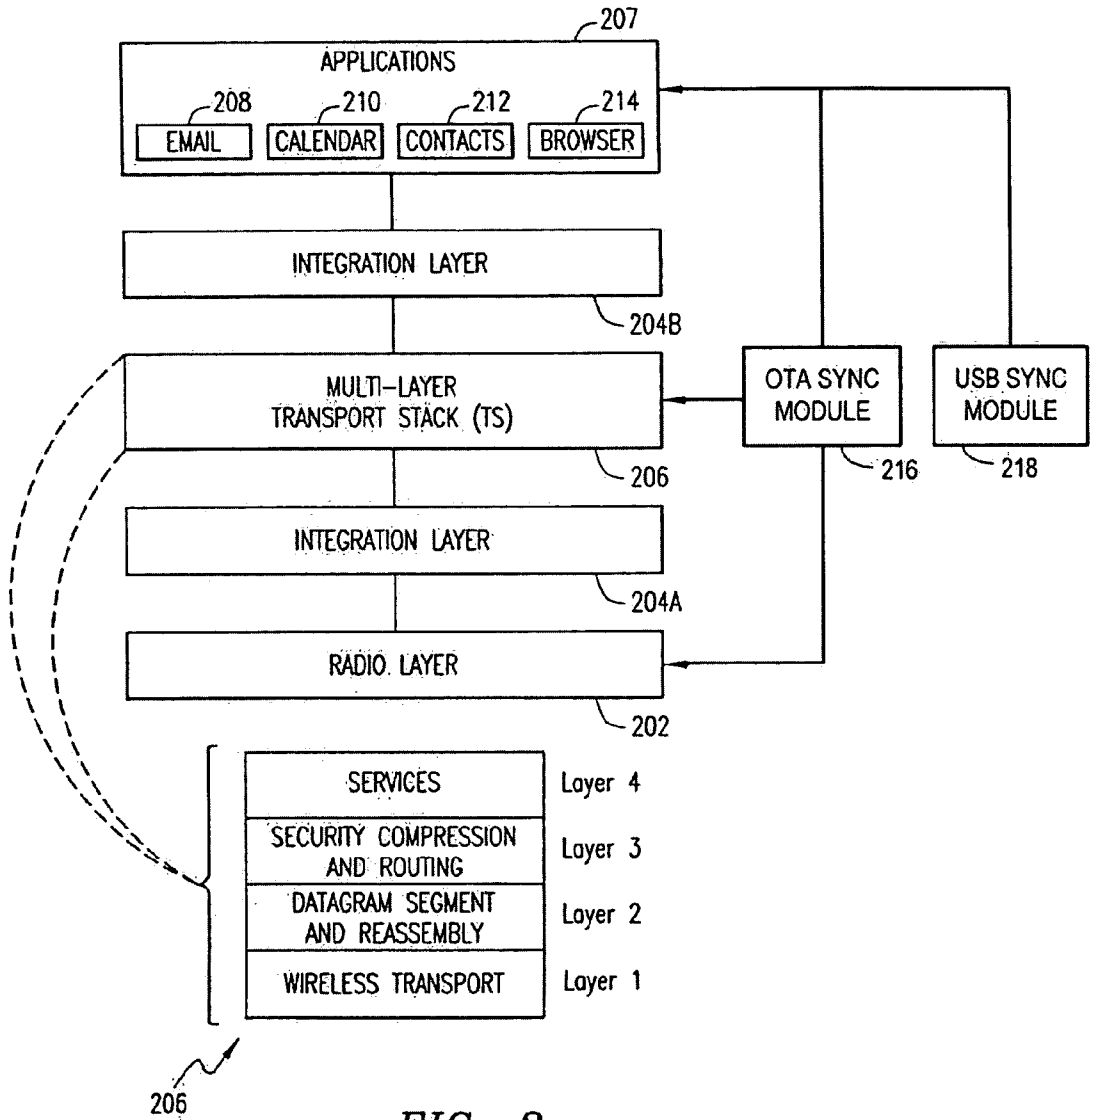 207
APPLICATIONS
208
210
212
214
EMAIL
CALENDAR
CONTACTS
BROWSER
INTEGRATION LAYER
204B
MULTI-LAYER
TRANSPORT STACK (TS)
206
OTA SYNC
MODULE
216
USB SYNC
MODULE
218
INTEGRATION LAYER
204A
RADIO LAYER
202
SERVICES
Layer 4
SECURITY COMPRESSION
AND ROUTING
Layer 3
DATAGRAM SEGMENT
AND REASSEMBLY
Layer 2
WIRELESS TRANSPORT
Layer 1
206